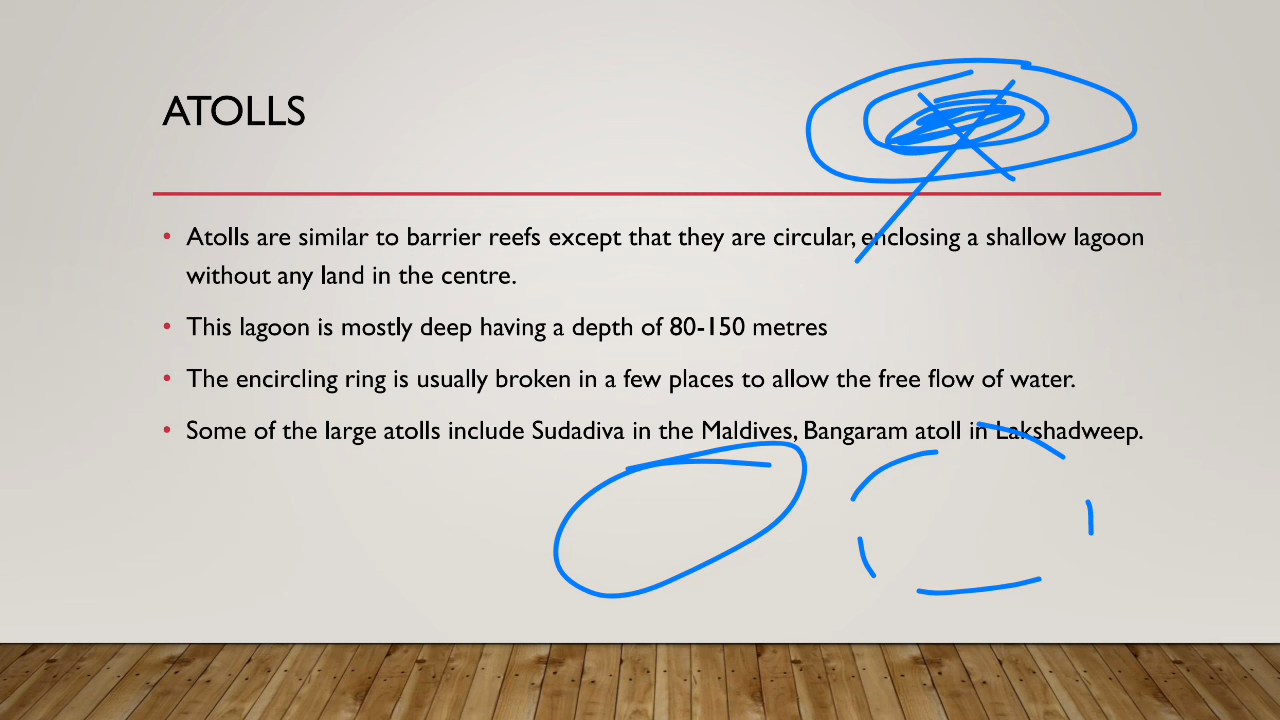 ATOLLS
• Atolls are similar to barrier reefs except that they are circular, enclosing a shallow lagoon
without any land in the centre.
• This lagoon is mostly deep having a depth of 80-150 metres
• The encircling ring is usually broken in a few places to allow the free flow of water.
• Some of the large atolls include Sudadiva in the Maldives, Bangaram atoll in Lakshadweep.